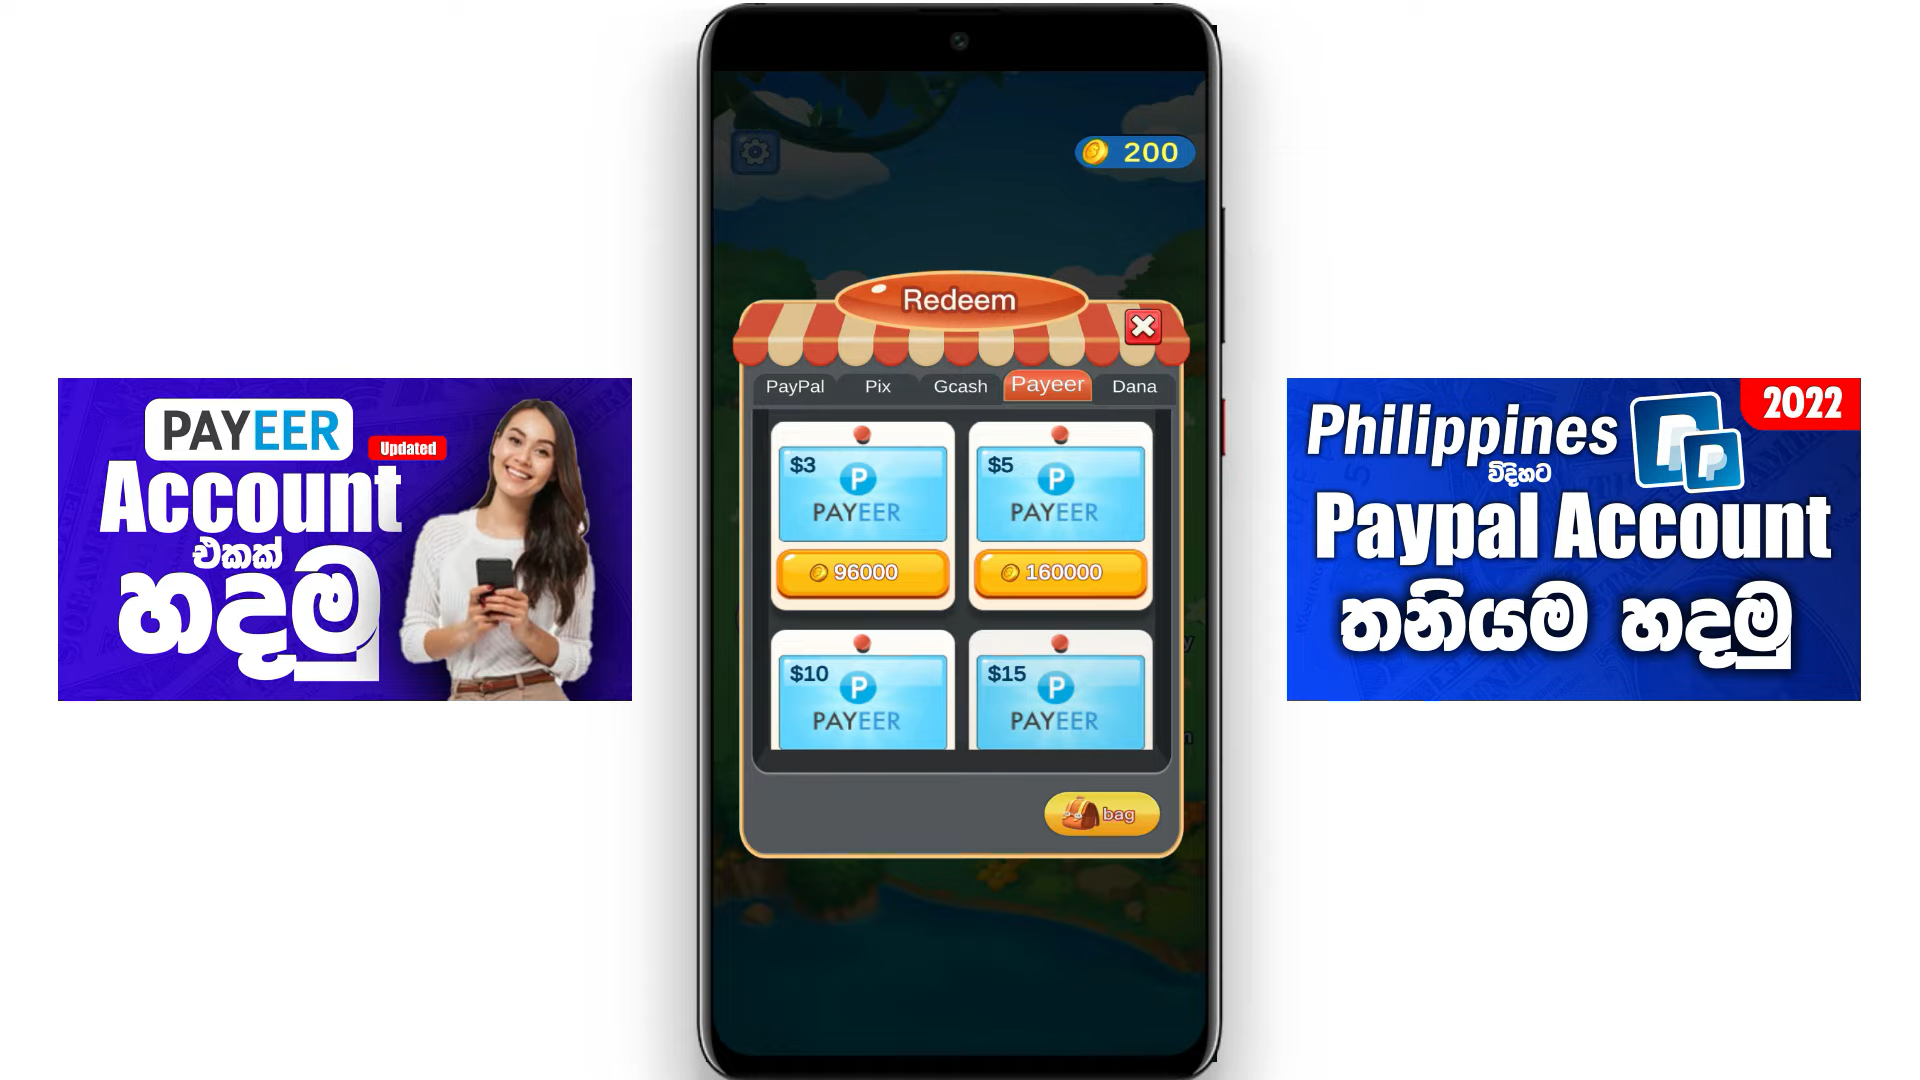 PAYEER
Updated
Account
එකක්
හදමු
200
Redeem
PayPal Pix Gcash Payeer Dana
$3 $5
P P
PAYEER PAYEER
96000 160000
$10 $15
P P
PAYEER PAYEER
bag
2022
Philippines
විදිහට
Paypal Account
තනියම හදමු